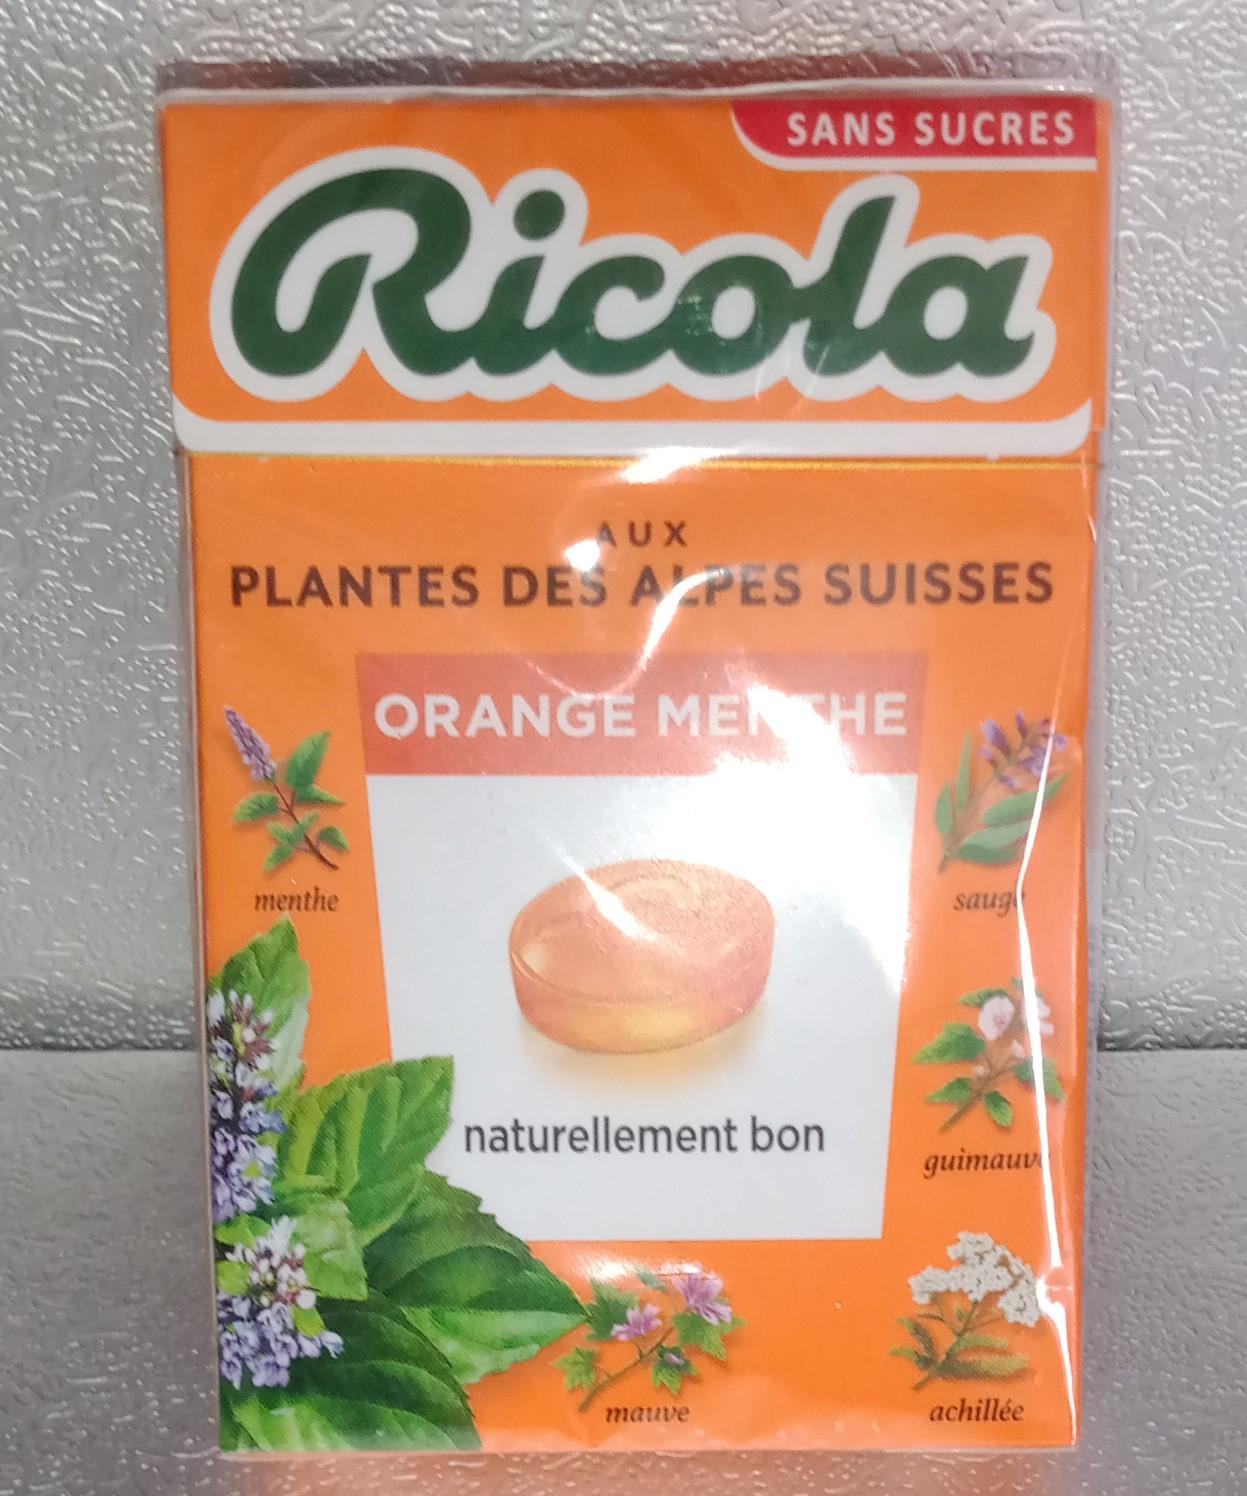 SANS SUCRES
Ricola
AUX
PLANTES DES ALPES SUISSES
ORANGE MENTHE
menthe
sauge
guimauve
naturellement bon
mauve
achillée